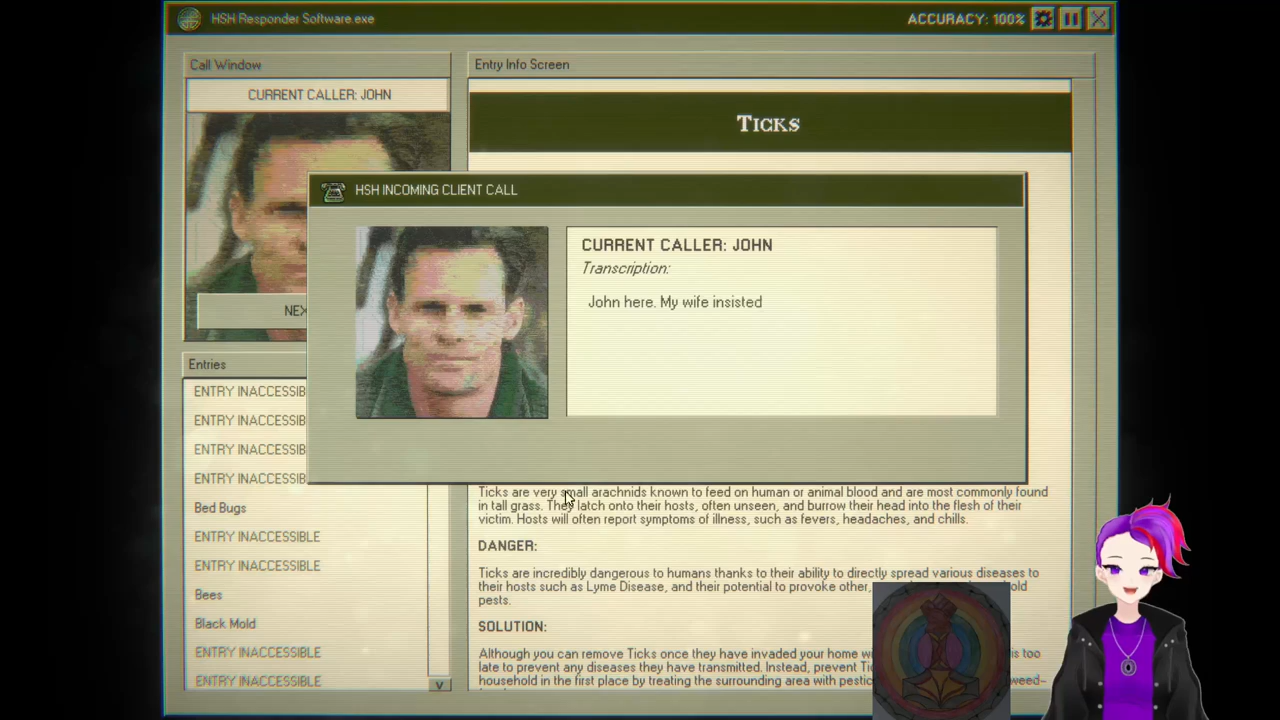 HSH Responder Software.exe
ACCURACY: 100%
Call Window
Entry Info Screen
CURRENT CALLER: JOHN
TICKS
HSH INCOMING CLIENT CALL
CURRENT CALLER: JOHN
Transcription:
John here. My wife insisted
NEX
Entries
ENTRY INACCESSIB
ENTRY INACCESSIB
ENTRY INACCESSIB
ENTRY INACCESSIB
Bed Bugs
ENTRY INACCESSIBLE
ENTRY INACCESSIBLE
Bees
Black Mold
ENTRY INACCESSIBLE
ENTRY INACCESSIBLE
Ticks are very small arachnids known to feed on human or animal blood and are most commonly found
in tall grass. They latch onto their hosts, often unseen, and burrow their head into the flesh of their
victim. Hosts will often report symptoms of illness, such as fevers, headaches, and chills.
DANGER:
Ticks are incredibly dangerous to humans thanks to their ability to directly spread various diseases to
their hosts such as Lyme Disease, and their potential to provoke other,
pests.
SOLUTION:
Although you can remove Ticks once they have invaded your home is too
late to prevent any diseases they have transmitted. Instead, prevent
household in the first place by treating the surrounding area with weed-